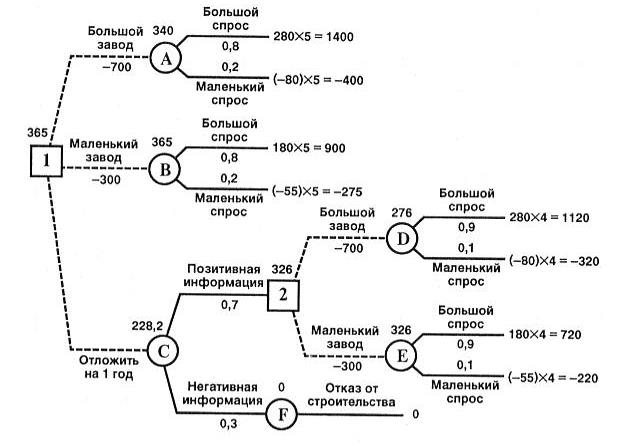 Большой
спрос
Большой
завод
340
0,8
280×5 = 1400
A
–700
0,2
(–80)×5 = –400
Маленький
спрос
365
1
Маленький
завод
365
Большой
спрос
0,8
180×5 = 900
B
–300
0,2
(–55)×5 = –275
Маленький
спрос
Большой
завод
276
Большой
спрос
280×4 = 1120
0,9
D
–700
0,1
(–80)×4 = –320
Маленький
спрос
Позитивная
информация
326
2
0,7
228,2
C
Отложить
на 1 год
Маленький
завод
326
Большой
спрос
180×4 = 720
0,9
E
–300
0,1
(–55)×4 = –220
Маленький
спрос
Негативная
информация
0
Отказ от
строительства
F
0
0,3